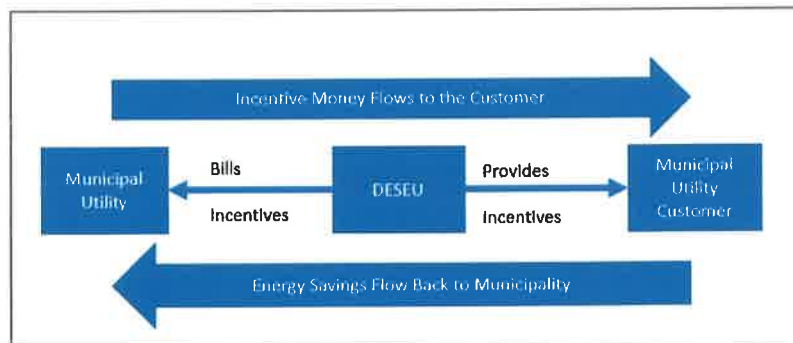 Incentive Money Flows to the Customer
Municipal
Utility
Bills
Incentives
DESEU
Provides
Incentives
Municipal
Utility
Customer
Energy Savings Flow Back to Municipality